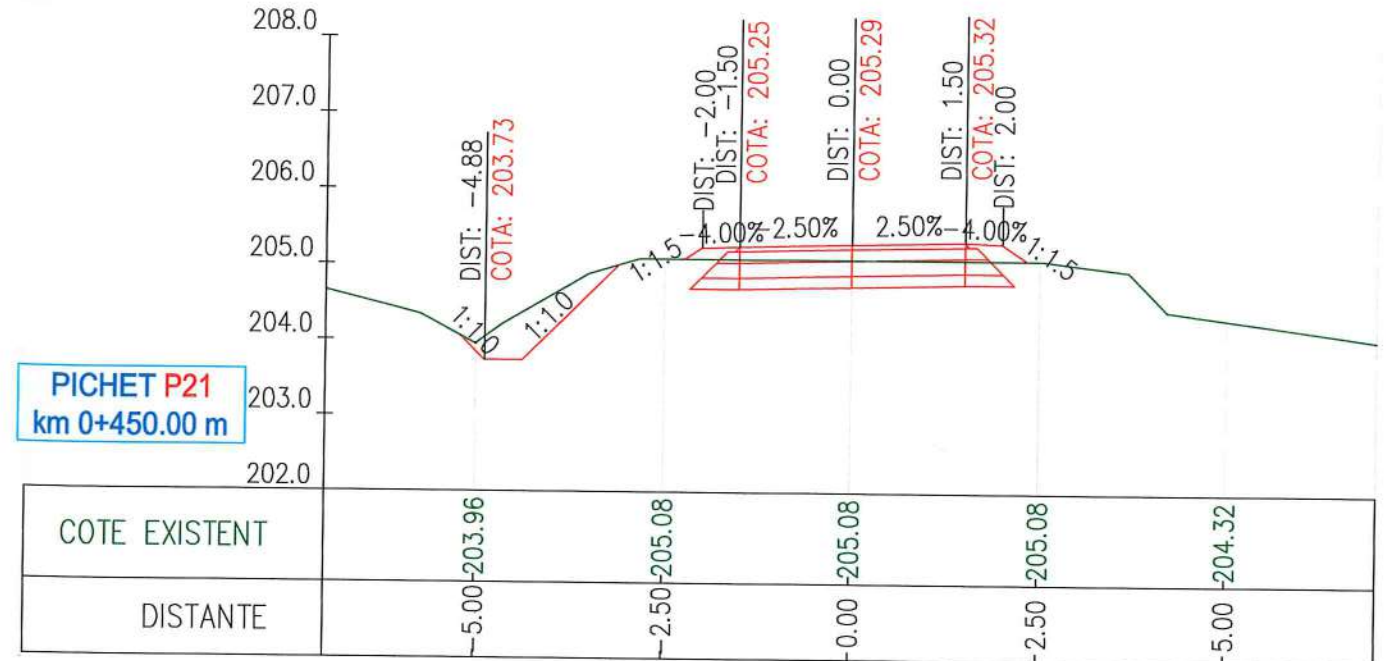 208.0
207.0
206.0
205.0
204.0
203.0
202.0
DIST: -4.88
COTA: 203.73
DIST: -2.00
DIST: -1.50
COTA: 205.25
DIST: 0.00
COTA: 205.29
DIST: 1.50
COTA: 205.32
DIST: 2.00
-4.00%
-2.50%
2.50%
-4.00%
1:1.5
1:1.5
1:1.0
1:1.0
PICHET P21
km 0+450.00 m
COTE EXISTENT
203.96
205.08
205.08
205.08
204.32
DISTANTE
-5.00
-2.50
0.00
2.50
5.00